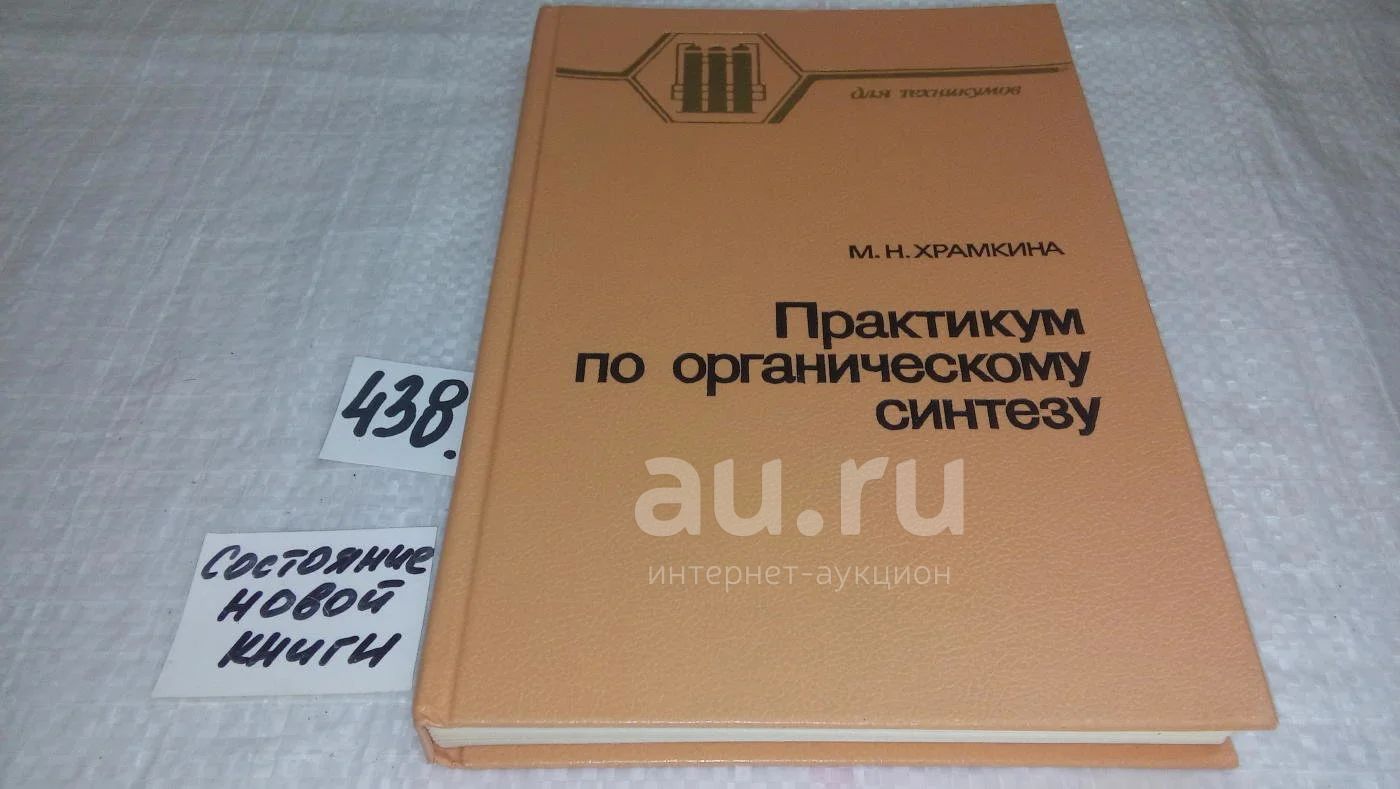 для техникумов
М. Н. ХРАМКИНА
Практикум
по органическому
синтезу
438.
au.ru
интернет-аукцион
Состояние
новой
книги